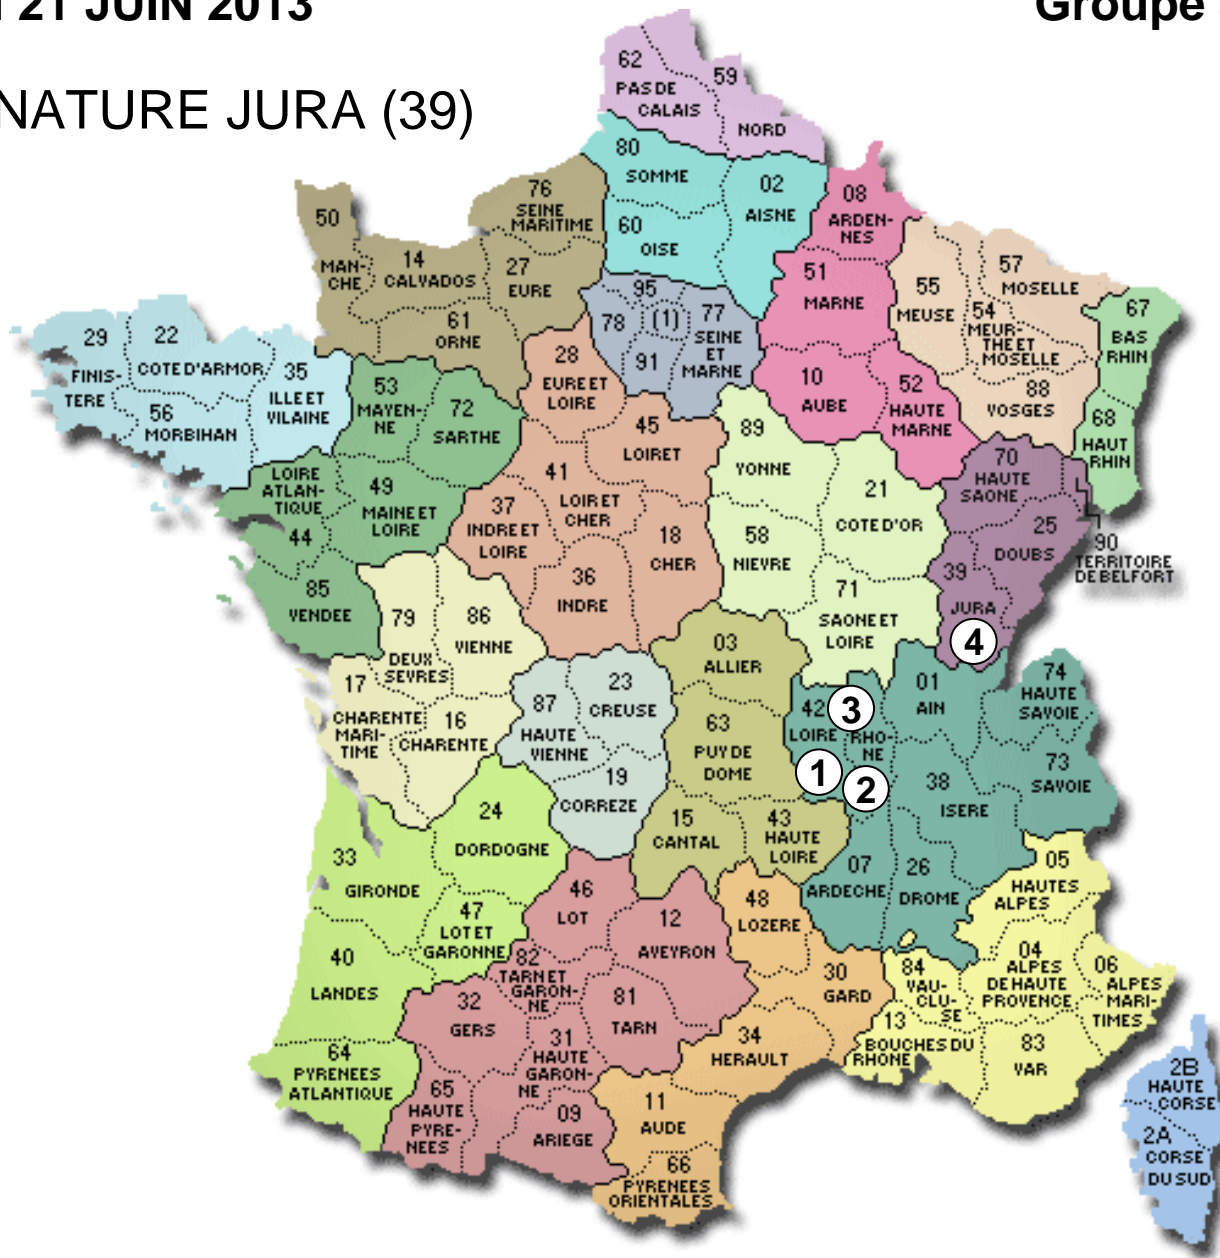 21 JUIN 2013
Groupe
NATURE JURA (39)
62
PAS DE
CALAIS
59
NORD
80
SOMME
02
AISNE
60
OISE
76
SEINE
MARITIME
50
MAN-
CHE
14
CALVADOS
27
EURE
61
ORNE
08
ARDEN-
NES
51
MARNE
10
AUBE
52
HAUTE
MARNE
55
MEUSE
54
MEUR-
THE ET
MOSELLE
57
MOSELLE
88
VOSGES
67
BAS
RHIN
68
HAUT
RHIN
95
78
(1)
77
SEINE
ET
MARNE
91
29
FINIS-
TERE
22
COTE D'ARMOR
35
ILLE ET
VILAINE
56
MORBIHAN
53
MAYEN-
NE
72
SARTHE
LOIRE
ATLAN-
TIQUE
44
49
MAINE ET
LOIRE
85
VENDEE
28
EURE ET
LOIRE
45
LOIRET
41
LOIR ET
CHER
37
INDRE ET
LOIRE
18
CHER
36
INDRE
89
YONNE
21
COTE D'OR
58
NIEVRE
71
SAONE ET
LOIRE
70
HAUTE
SAONE
25
DOUBS
39
JURA
4
90
TERRITOIRE
DE BELFORT
79
DEUX
SEVRES
86
VIENNE
17
CHARENTE
MARI-
TIME
16
CHARENTE
87
HAUTE
VIENNE
23
CREUSE
19
CORREZE
03
ALLIER
63
PUY DE
DOME
15
CANTAL
43
HAUTE
LOIRE
42
LOIRE
3
RHO-
NE
1
2
01
AIN
74
HAUTE
SAVOIE
73
SAVOIE
38
ISERE
07
ARDECHE
26
DROME
24
DORDOGNE
33
GIRONDE
47
LOT ET
GARONNE
40
LANDES
64
PYRENEES
ATLANTIQUE
46
LOT
12
AVEYRON
82
TARN ET
GARON-
NE
32
GERS
81
TARN
31
HAUTE
GARON-
NE
65
HAUTE
PYRE-
NEES
09
ARIEGE
48
LOZERE
30
GARD
34
HERAULT
11
AUDE
66
PYRENEES
ORIENTALES
05
HAUTES
ALPES
04
ALPES
DE HAUTE
PROVENCE
06
ALPES
MARI-
TIMES
84
VAU-
CLU-
SE
13
BOUCHES DU
RHONE
83
VAR
2B
HAUTE
CORSE
2A
CORSE
DU SUD